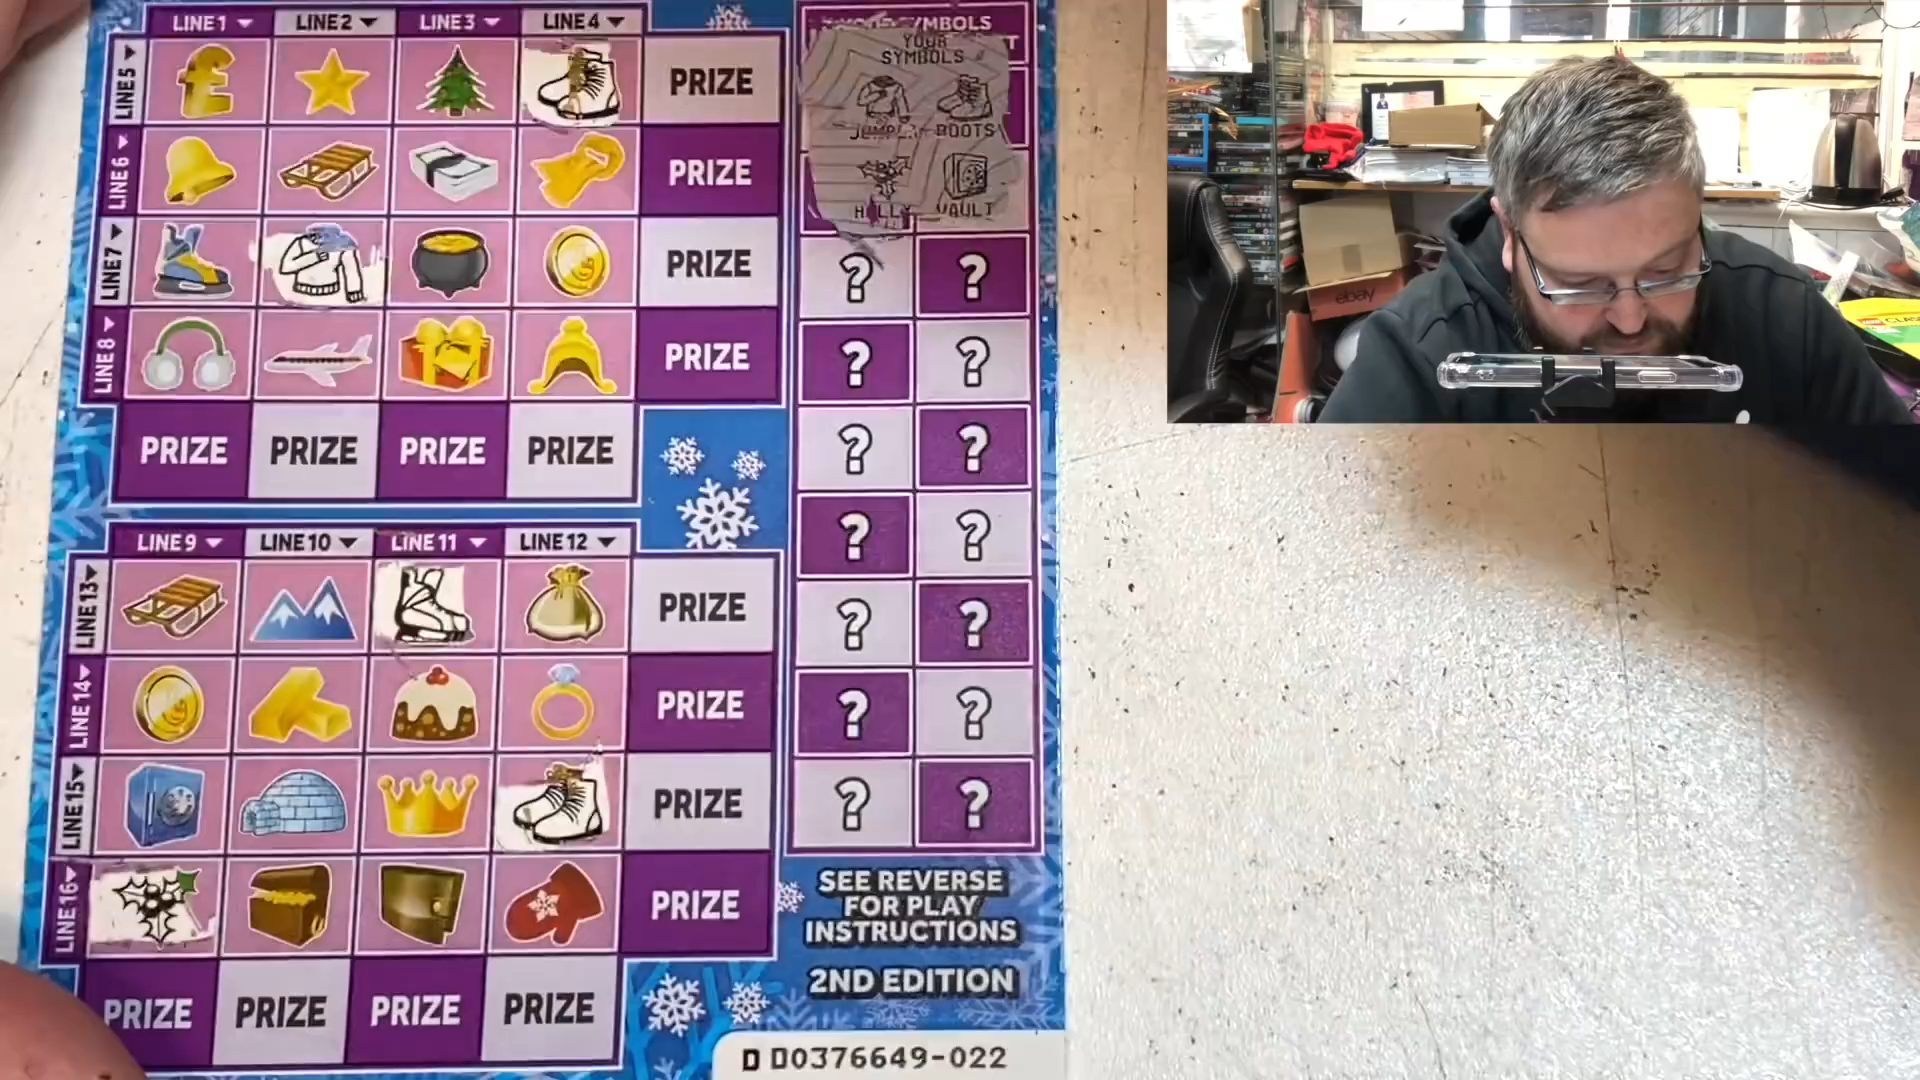 LINE 1 LINE 2 LINE 3 LINE 4
LINE 5 PRIZE
LINE 6 PRIZE
LINE 7 PRIZE
LINE 8 PRIZE
PRIZE PRIZE PRIZE PRIZE
LINE 9 LINE 10 LINE 11 LINE 12
LINE 13 PRIZE
LINE 14 PRIZE
LINE 15 PRIZE
LINE 16 PRIZE
PRIZE PRIZE PRIZE PRIZE
SYMBOLS
YOUR
SYMBOLS
BOOTS
HOLLY VAULT
? ?
? ?
? ?
? ?
? ?
? ?
? ?
SEE REVERSE
FOR PLAY
INSTRUCTIONS
2ND EDITION
D D0376649-022
ebay